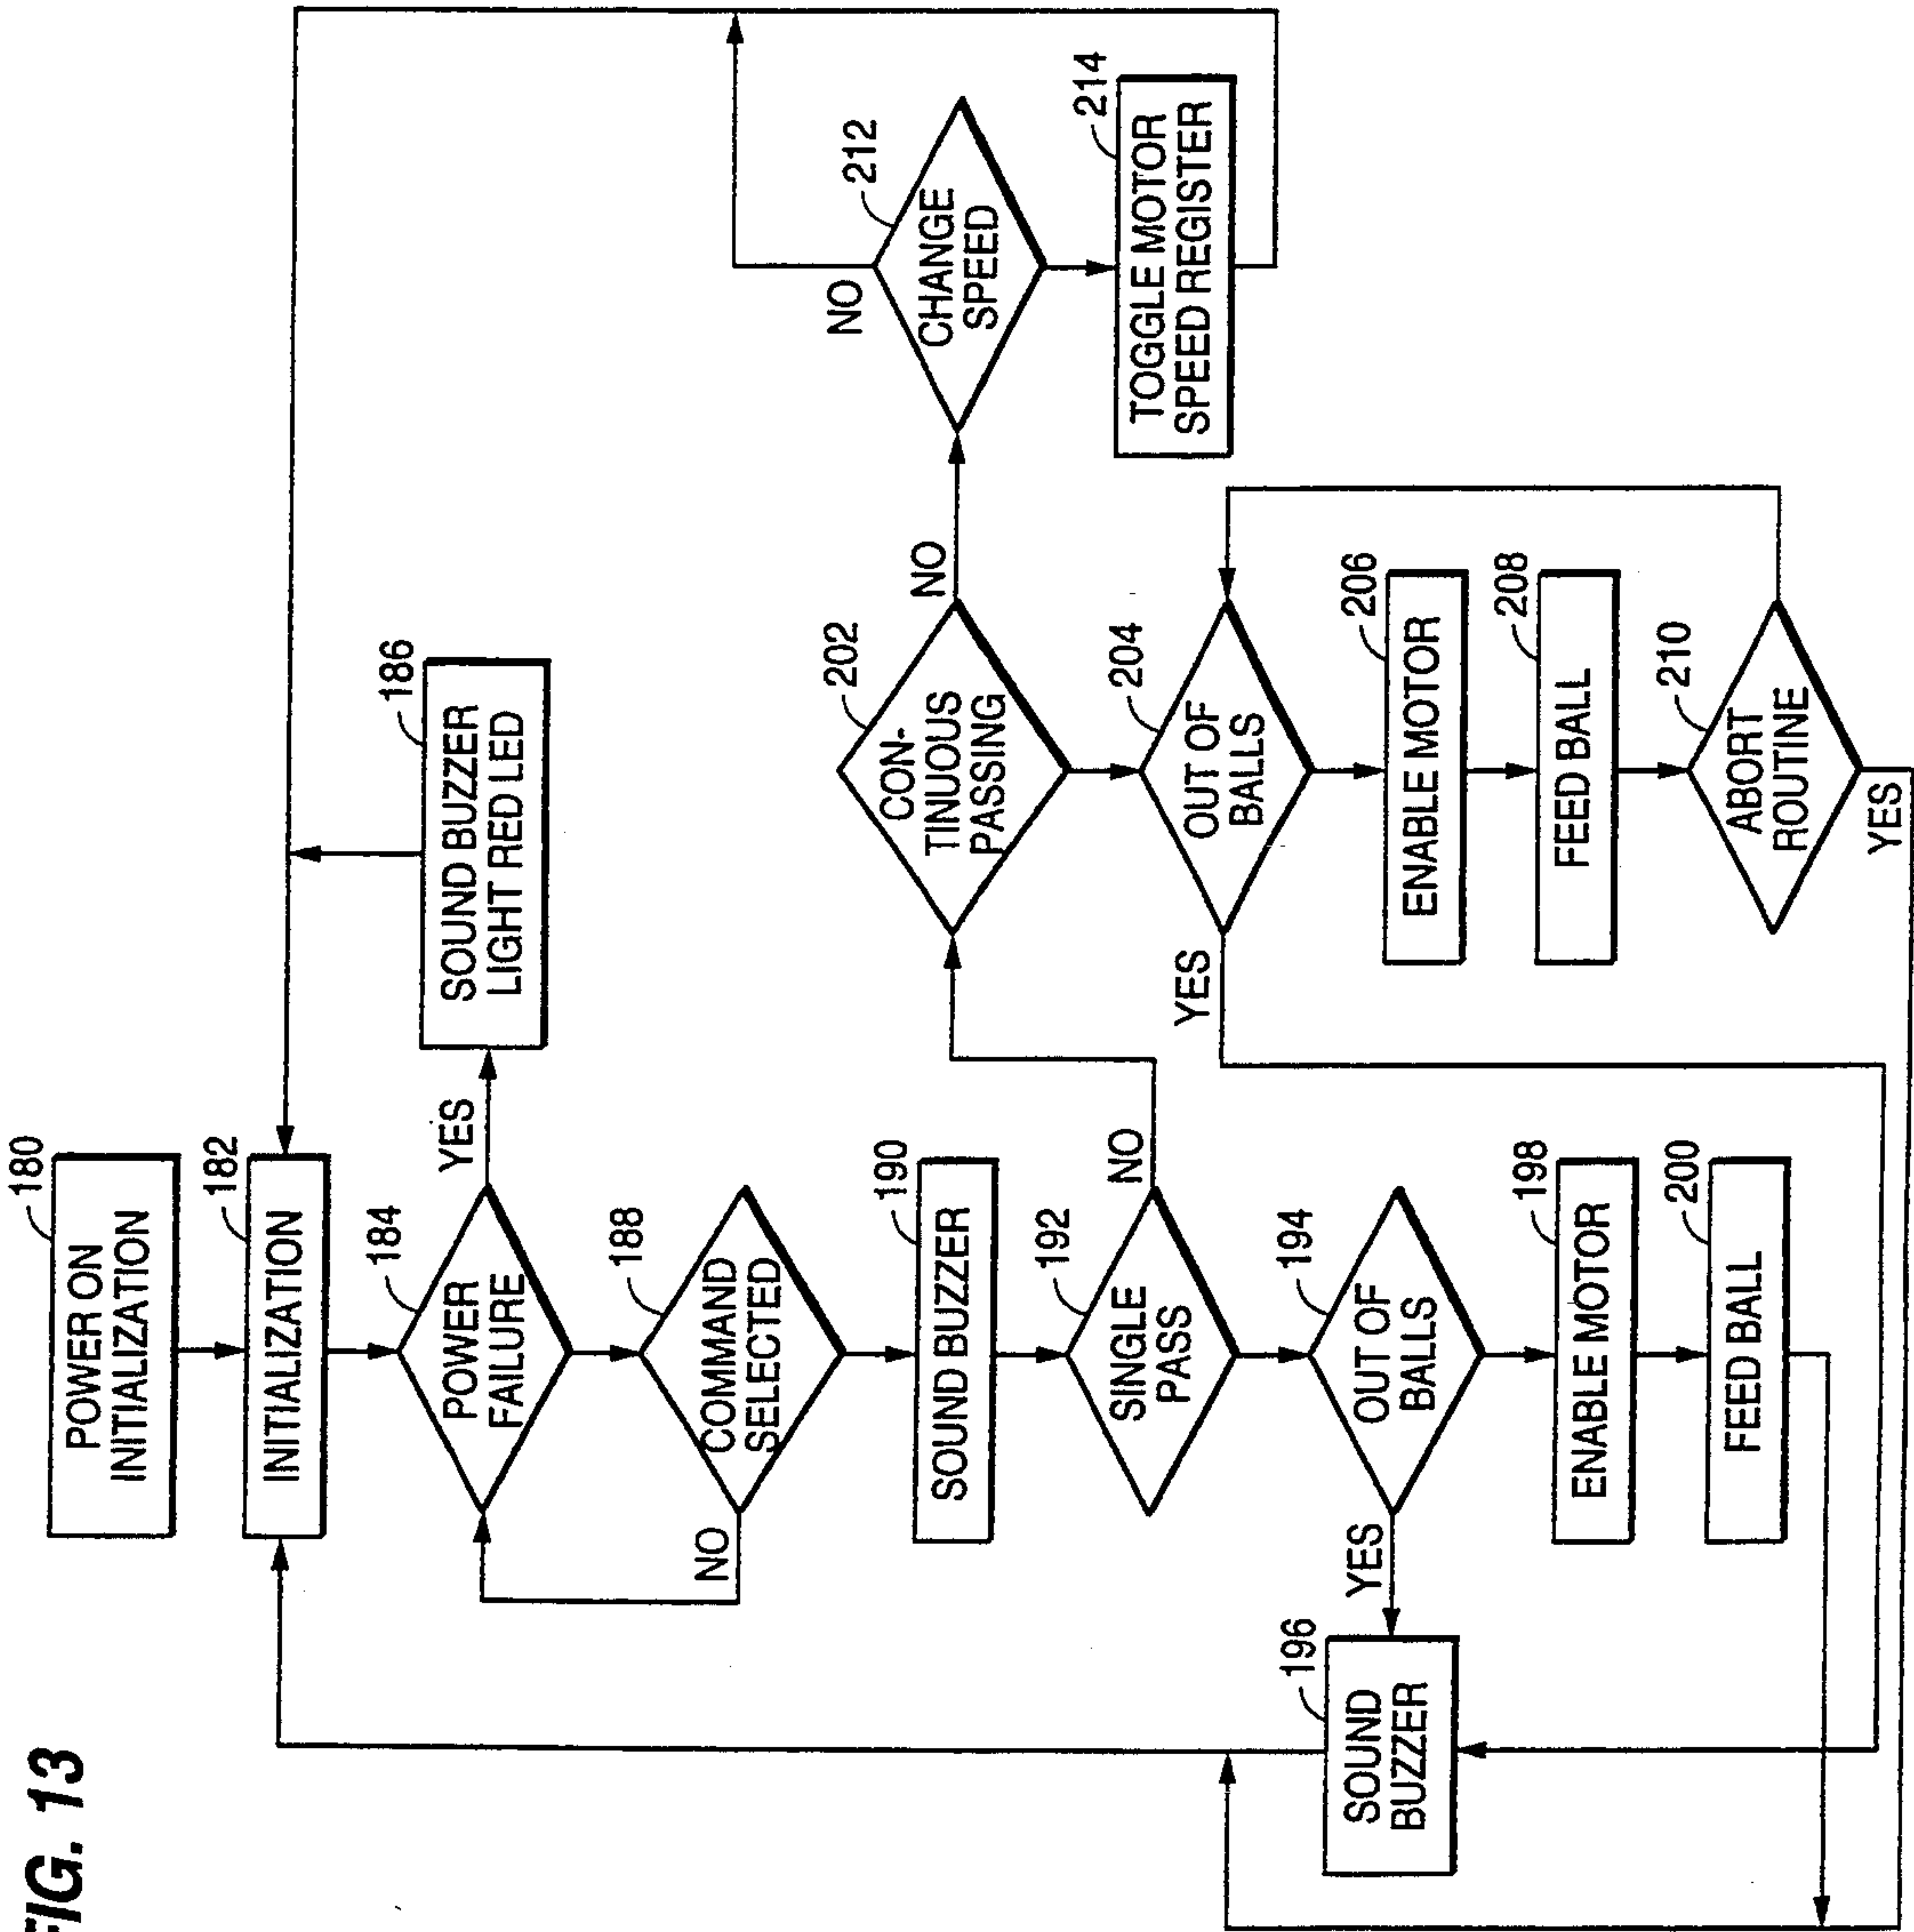 FIG. 13
180
POWER ON
INITIALIZATION
182
INITIALIZATION
184
POWER
FAILURE
YES
186
SOUND BUZZER
LIGHT RED LED
188
COMMAND
SELECTED
NO
190
SOUND BUZZER
192
SINGLE
PASS
NO
194
OUT OF
BALLS
YES
196
SOUND
BUZZER
198
ENABLE MOTOR
200
FEED BALL
202
CON-
TINUOUS
PASSING
NO
204
OUT OF
BALLS
YES
206
ENABLE MOTOR
208
FEED BALL
210
ABORT
ROUTINE
YES
212
CHANGE
SPEED
NO
214
TOGGLE MOTOR
SPEED REGISTER